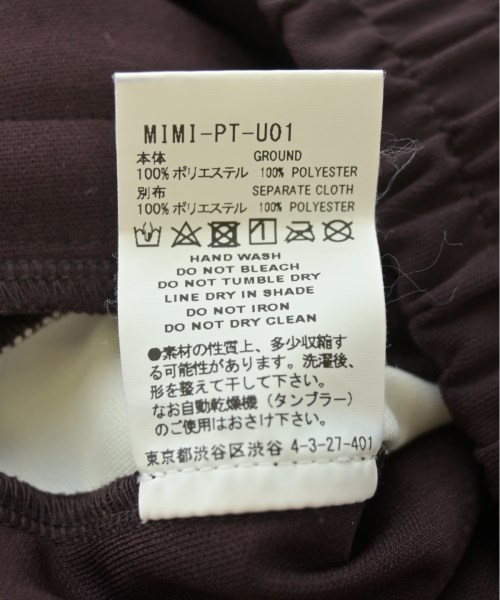 MIMI-PT-U01
本体 GROUND
100% ポリエステル 100% POLYESTER
別布 SEPARATE CLOTH
100% ポリエステル 100% POLYESTER
HAND WASH
DO NOT BLEACH
DO NOT TUMBLE DRY
LINE DRY IN SHADE
DO NOT IRON
DO NOT DRY CLEAN
●素材の性質上、多少収縮す
る可能性があります。洗濯後、
形を整えて干して下さい。
なお自動乾燥機（タンブラー）
のご使用はおさけ下さい。
東京都渋谷区渋谷 4-3-27-401